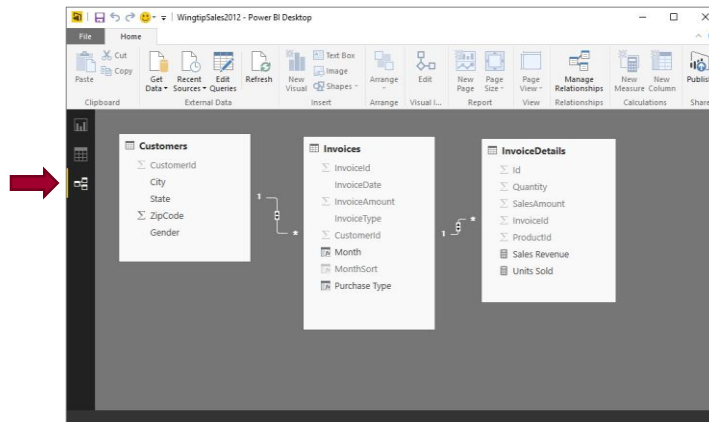 WingtipSales2012 - Power BI Desktop
File Home
Paste
Cut
Copy
Get Data
Recent Sources
Edit Queries
Refresh
New Visual
Text Box
Image
Shapes
Arrange
Edit
New Page
Page Size
Page View
Manage Relationships
New Measure
New Column
Publis
Clipboard External Data Insert Arrange Visual I... Report View Relationships Calculations Share
Customers
Σ CustomerId
City
State
Σ ZipCode
Gender
1
*
Invoices
Σ InvoiceId
InvoiceDate
Σ InvoiceAmount
InvoiceType
Σ CustomerId
Month
MonthSort
Purchase Type
1
*
InvoiceDetails
Σ Id
Σ Quantity
Σ SalesAmount
Σ InvoiceId
Σ ProductId
Sales Revenue
Units Sold